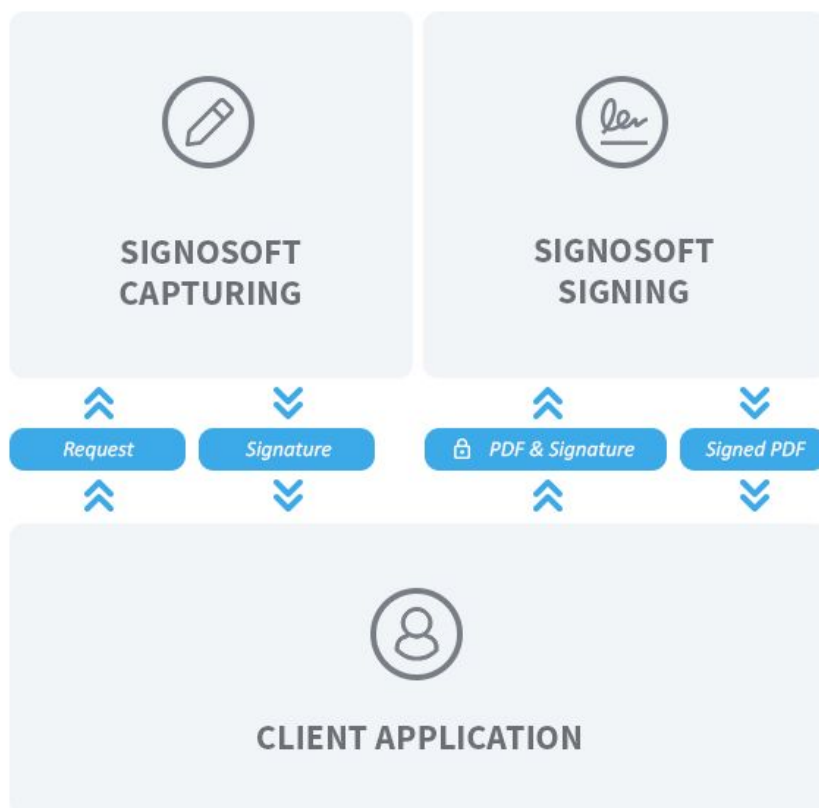 SIGNOSOFT
CAPTURING
SIGNOSOFT
SIGNING
Request
Signature
PDF & Signature
Signed PDF
CLIENT APPLICATION